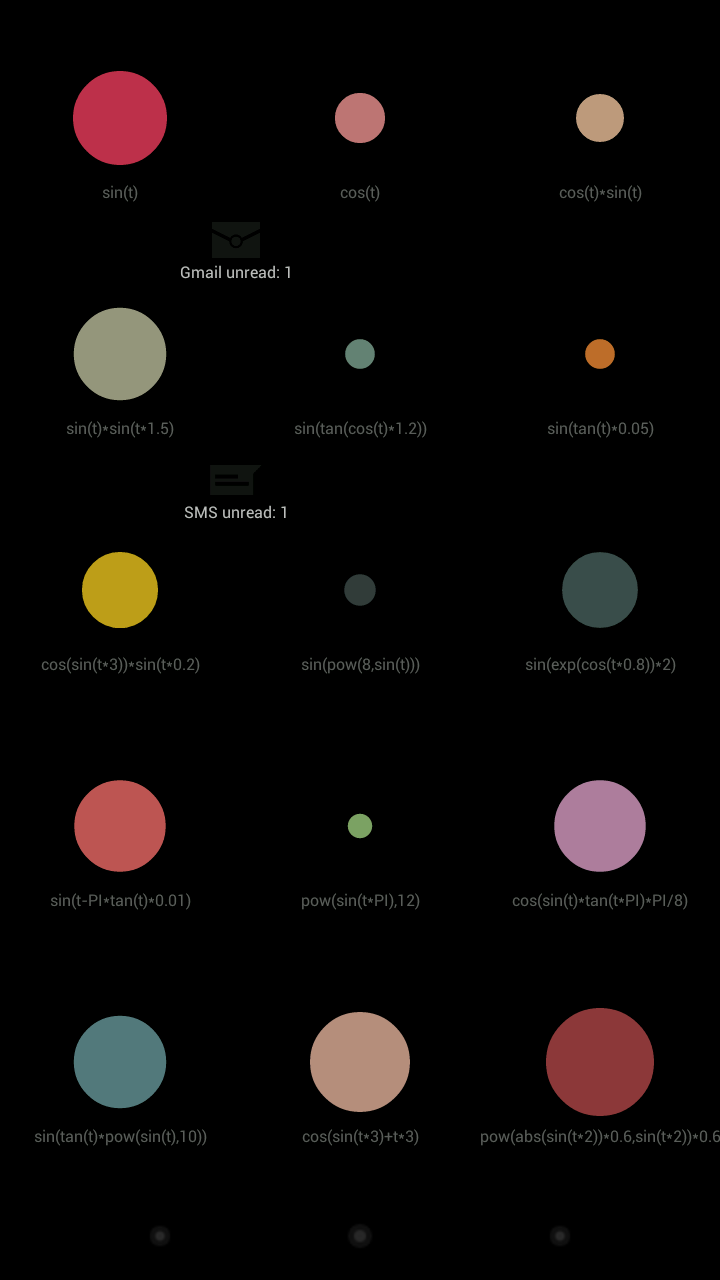 sin(t)
cos(t)
cos(t)*sin(t)
Gmail unread: 1
sin(t)*sin(t*1.5)
sin(tan(cos(t)*1.2))
sin(tan(t)*0.05)
SMS unread: 1
cos(sin(t*3))*sin(t*0.2)
sin(pow(8,sin(t)))
sin(exp(cos(t*0.8))*2)
sin(t-PI*tan(t)*0.01)
pow(sin(t*PI),12)
cos(sin(t)*tan(t*PI)*PI/8)
sin(tan(t)*pow(sin(t),10))
cos(sin(t*3)+t*3)
pow(abs(sin(t*2))*0.6,sin(t*2)*0.6